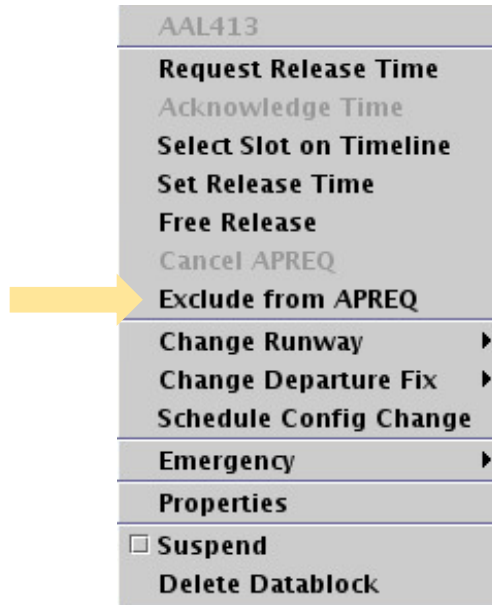 AAL413
Request Release Time
Acknowledge Time
Select Slot on Timeline
Set Release Time
Free Release
Cancel APREQ
Exclude from APREQ
Change Runway
Change Departure Fix
Schedule Config Change
Emergency
Properties
Suspend
Delete Datablock